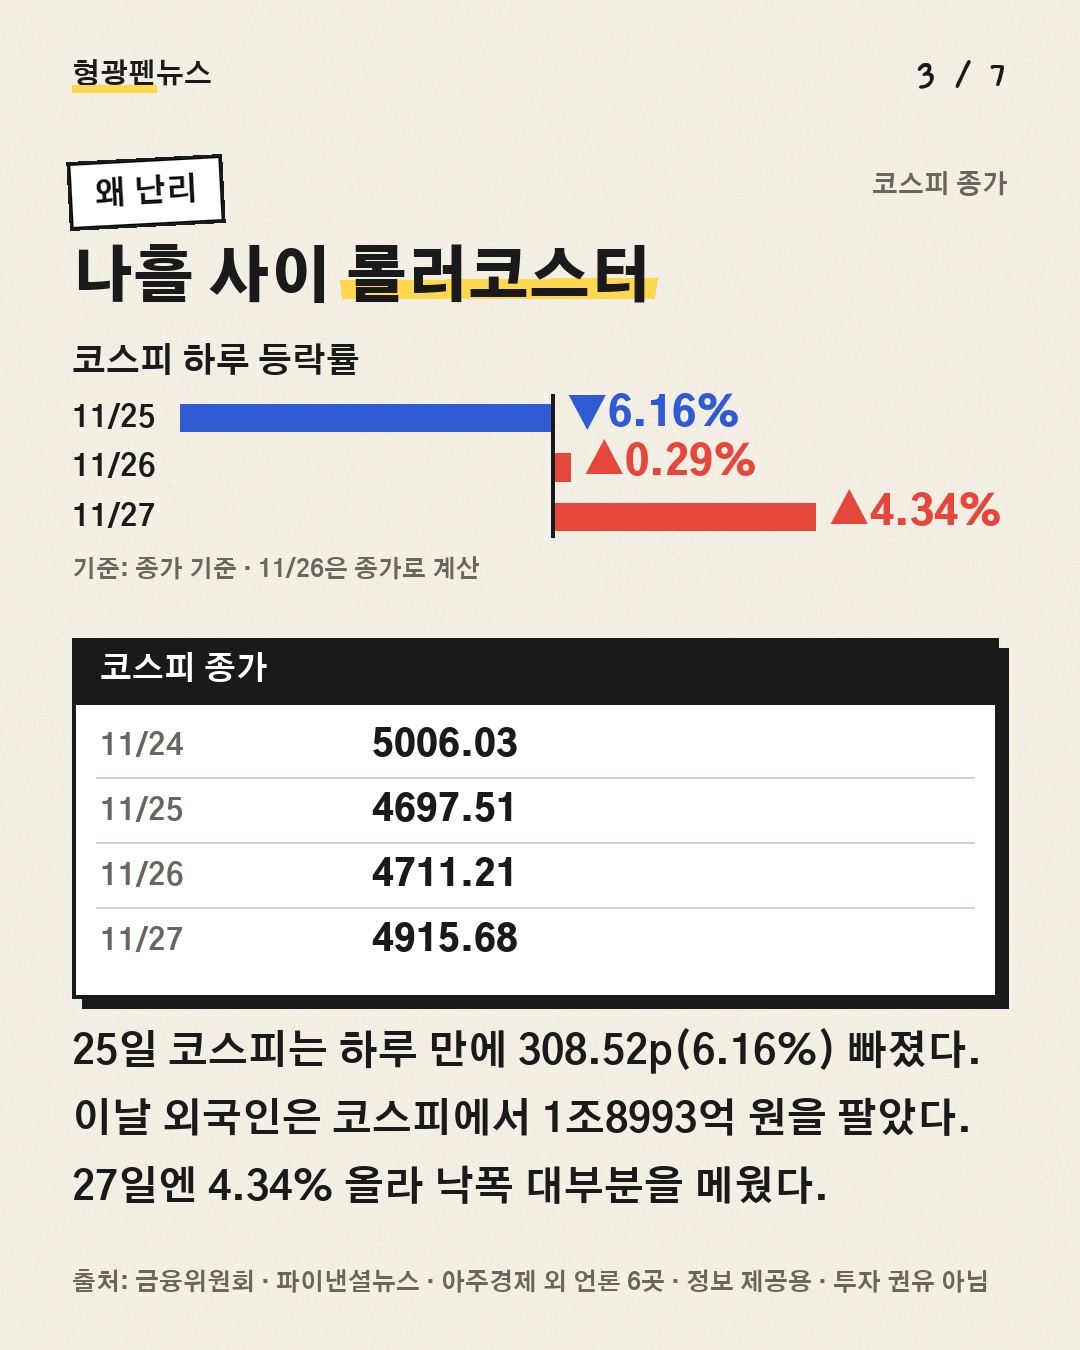 형광펜뉴스
3 / 7
왜 난리
코스피 종가
나흘 사이 롤러코스터
코스피 하루 등락률
11/25 ▼6.16%
11/26 ▲0.29%
11/27 ▲4.34%
기준: 종가 기준 · 11/26은 종가로 계산
코스피 종가
11/24 5006.03
11/25 4697.51
11/26 4711.21
11/27 4915.68
25일 코스피는 하루 만에 308.52p(6.16%) 빠졌다.
이날 외국인은 코스피에서 1조8993억 원을 팔았다.
27일엔 4.34% 올라 낙폭 대부분을 메웠다.
출처: 금융위원회 · 파이낸셜뉴스 · 아주경제 외 언론 6곳 · 정보 제공용 · 투자 권유 아님